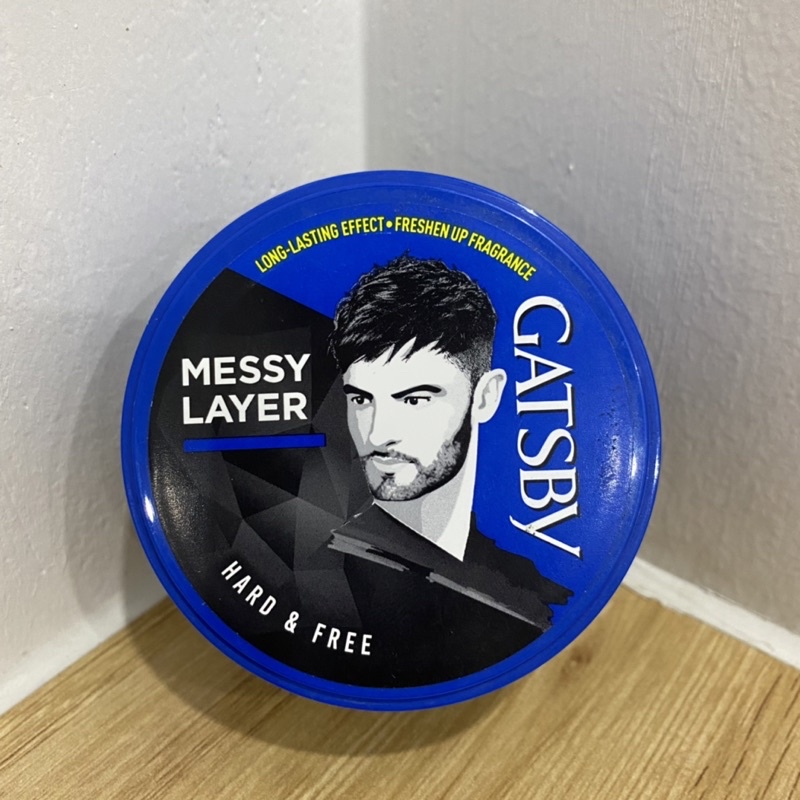 LONG-LASTING EFFECT • FRESHEN UP FRAGRANCE
GATSBY
MESSY
LAYER
HARD & FREE